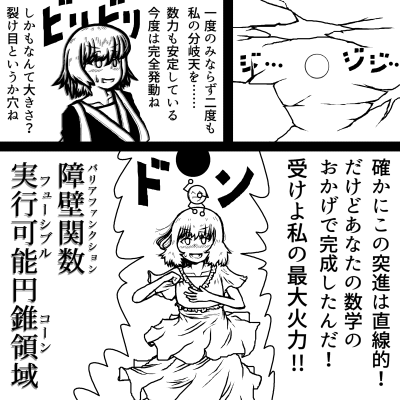 ジ…
ジジ…
一度のみならず二度も
私の分岐天を……
数力も安定している
今度は完全発動ね
ビリビリ
しかもなんて大きさ?
裂け目というか穴ね
確かにこの突進は直線的!
だけどあなたの数学の
おかげで完成したんだ!
受けよ私の最大火力!!
ドン
バリアファンクション
障壁関数
フィージブル
実行可能円錐領域
コーン